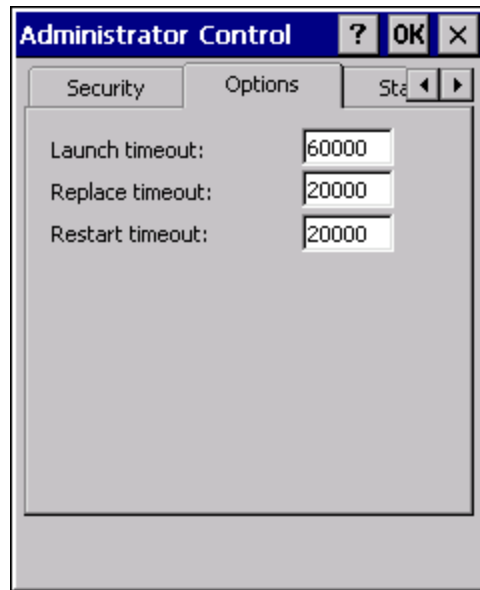 Administrator Control ? OK ×
Security Options
Launch timeout: 60000
Replace timeout: 20000
Restart timeout: 20000